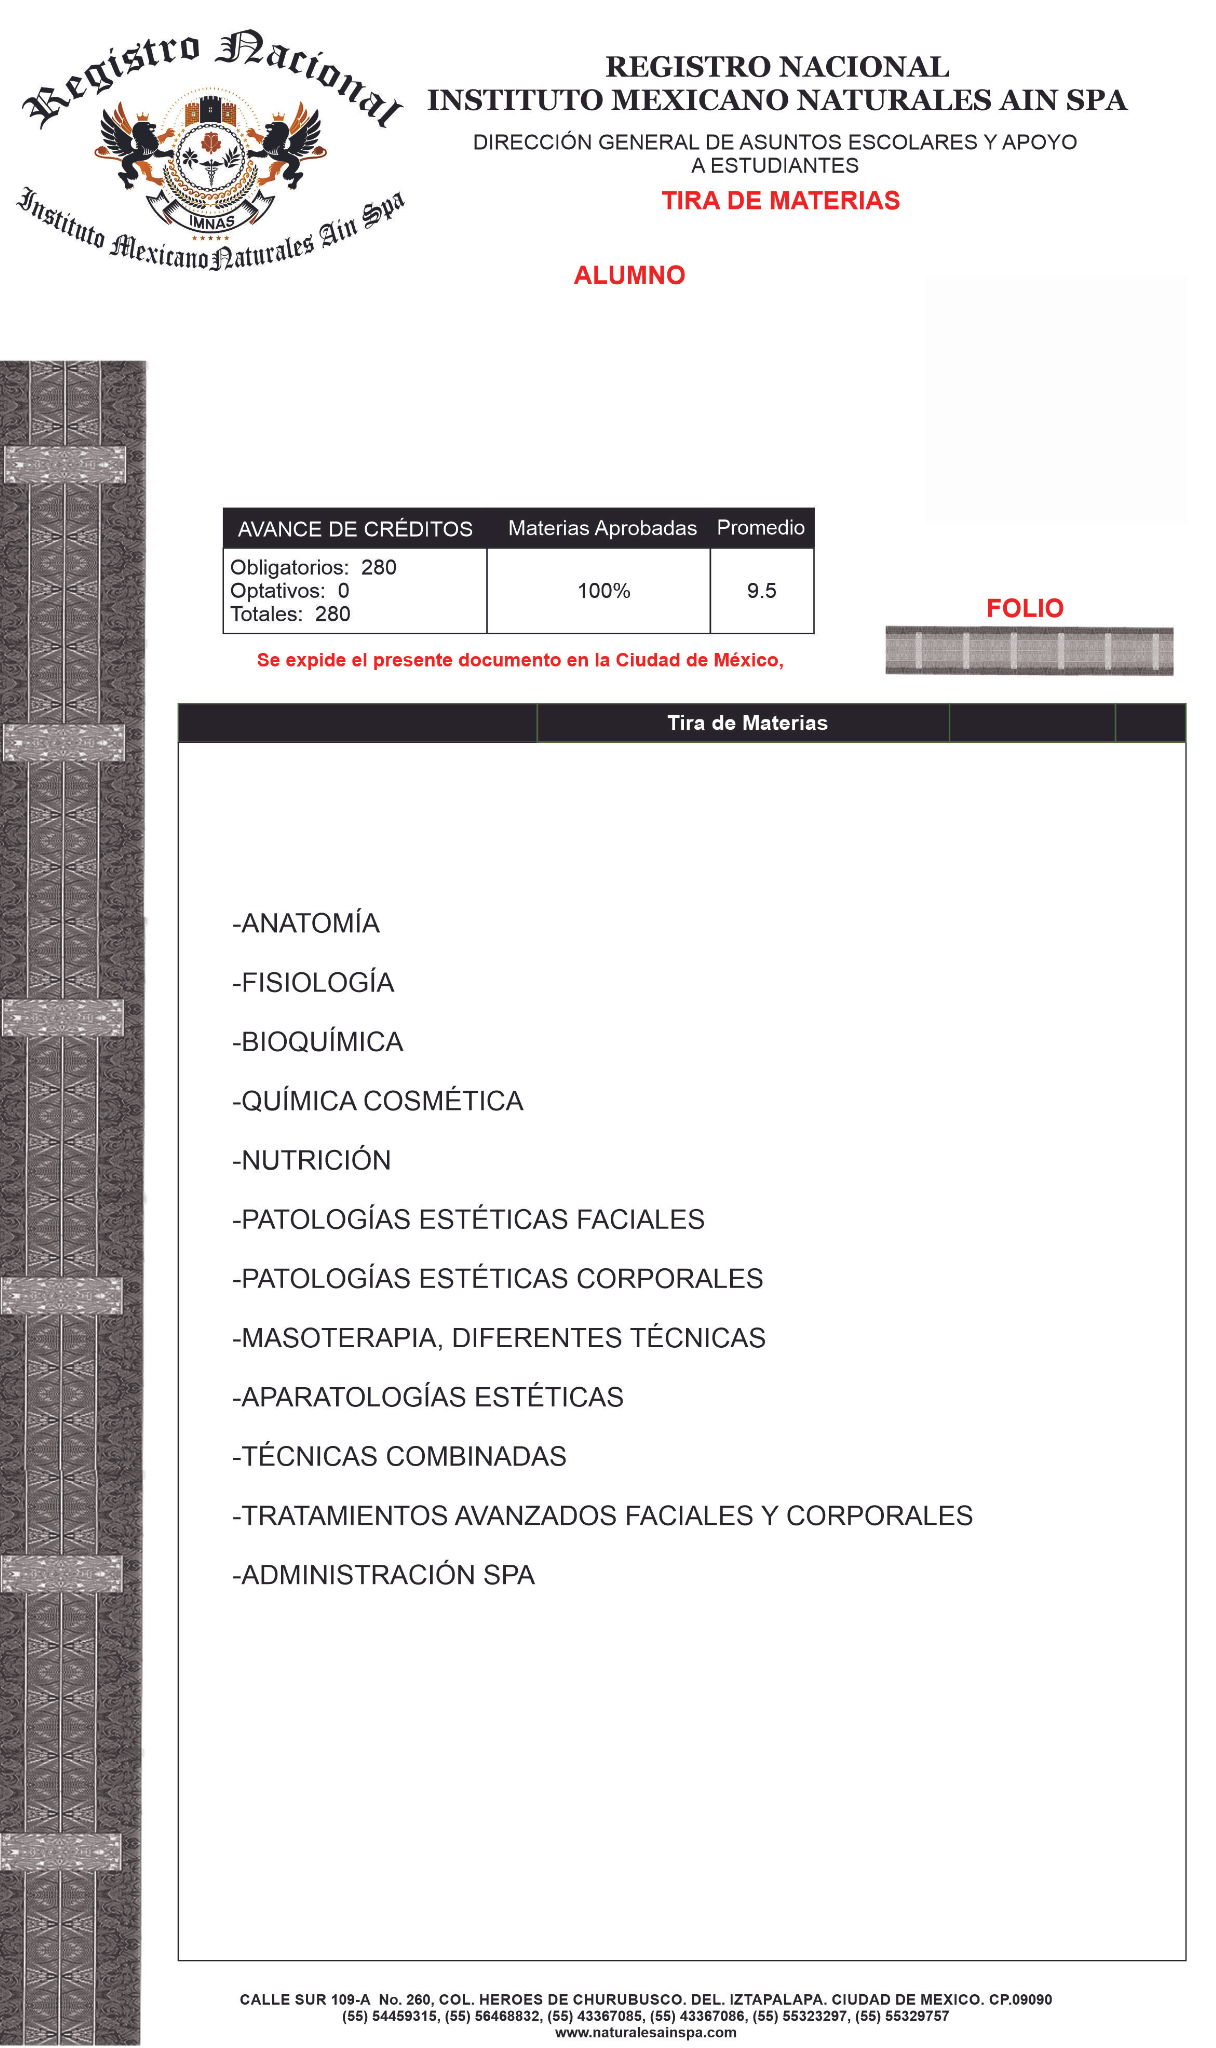 Registro Nacional
IMNAS
Instituto Mexicano Naturales Ain Spa
REGISTRO NACIONAL
INSTITUTO MEXICANO NATURALES AIN SPA
DIRECCIÓN GENERAL DE ASUNTOS ESCOLARES Y APOYO
A ESTUDIANTES
TIRA DE MATERIAS
ALUMNO
AVANCE DE CRÉDITOS Materias Aprobadas Promedio
Obligatorios: 280
Optativos: 0
Totales: 280
100%
9.5
FOLIO
Se expide el presente documento en la Ciudad de México,
Tira de Materias
-ANATOMÍA
-FISIOLOGÍA
-BIOQUÍMICA
-QUÍMICA COSMÉTICA
-NUTRICIÓN
-PATOLOGÍAS ESTÉTICAS FACIALES
-PATOLOGÍAS ESTÉTICAS CORPORALES
-MASOTERAPIA, DIFERENTES TÉCNICAS
-APARATOLOGÍAS ESTÉTICAS
-TÉCNICAS COMBINADAS
-TRATAMIENTOS AVANZADOS FACIALES Y CORPORALES
-ADMINISTRACIÓN SPA
CALLE SUR 109-A No. 260, COL. HEROES DE CHURUBUSCO. DEL. IZTAPALAPA. CIUDAD DE MEXICO. CP.09090
(55) 54459315, (55) 56468832, (55) 43367085, (55) 43367086, (55) 55323297, (55) 55329757
www.naturalesainspa.com